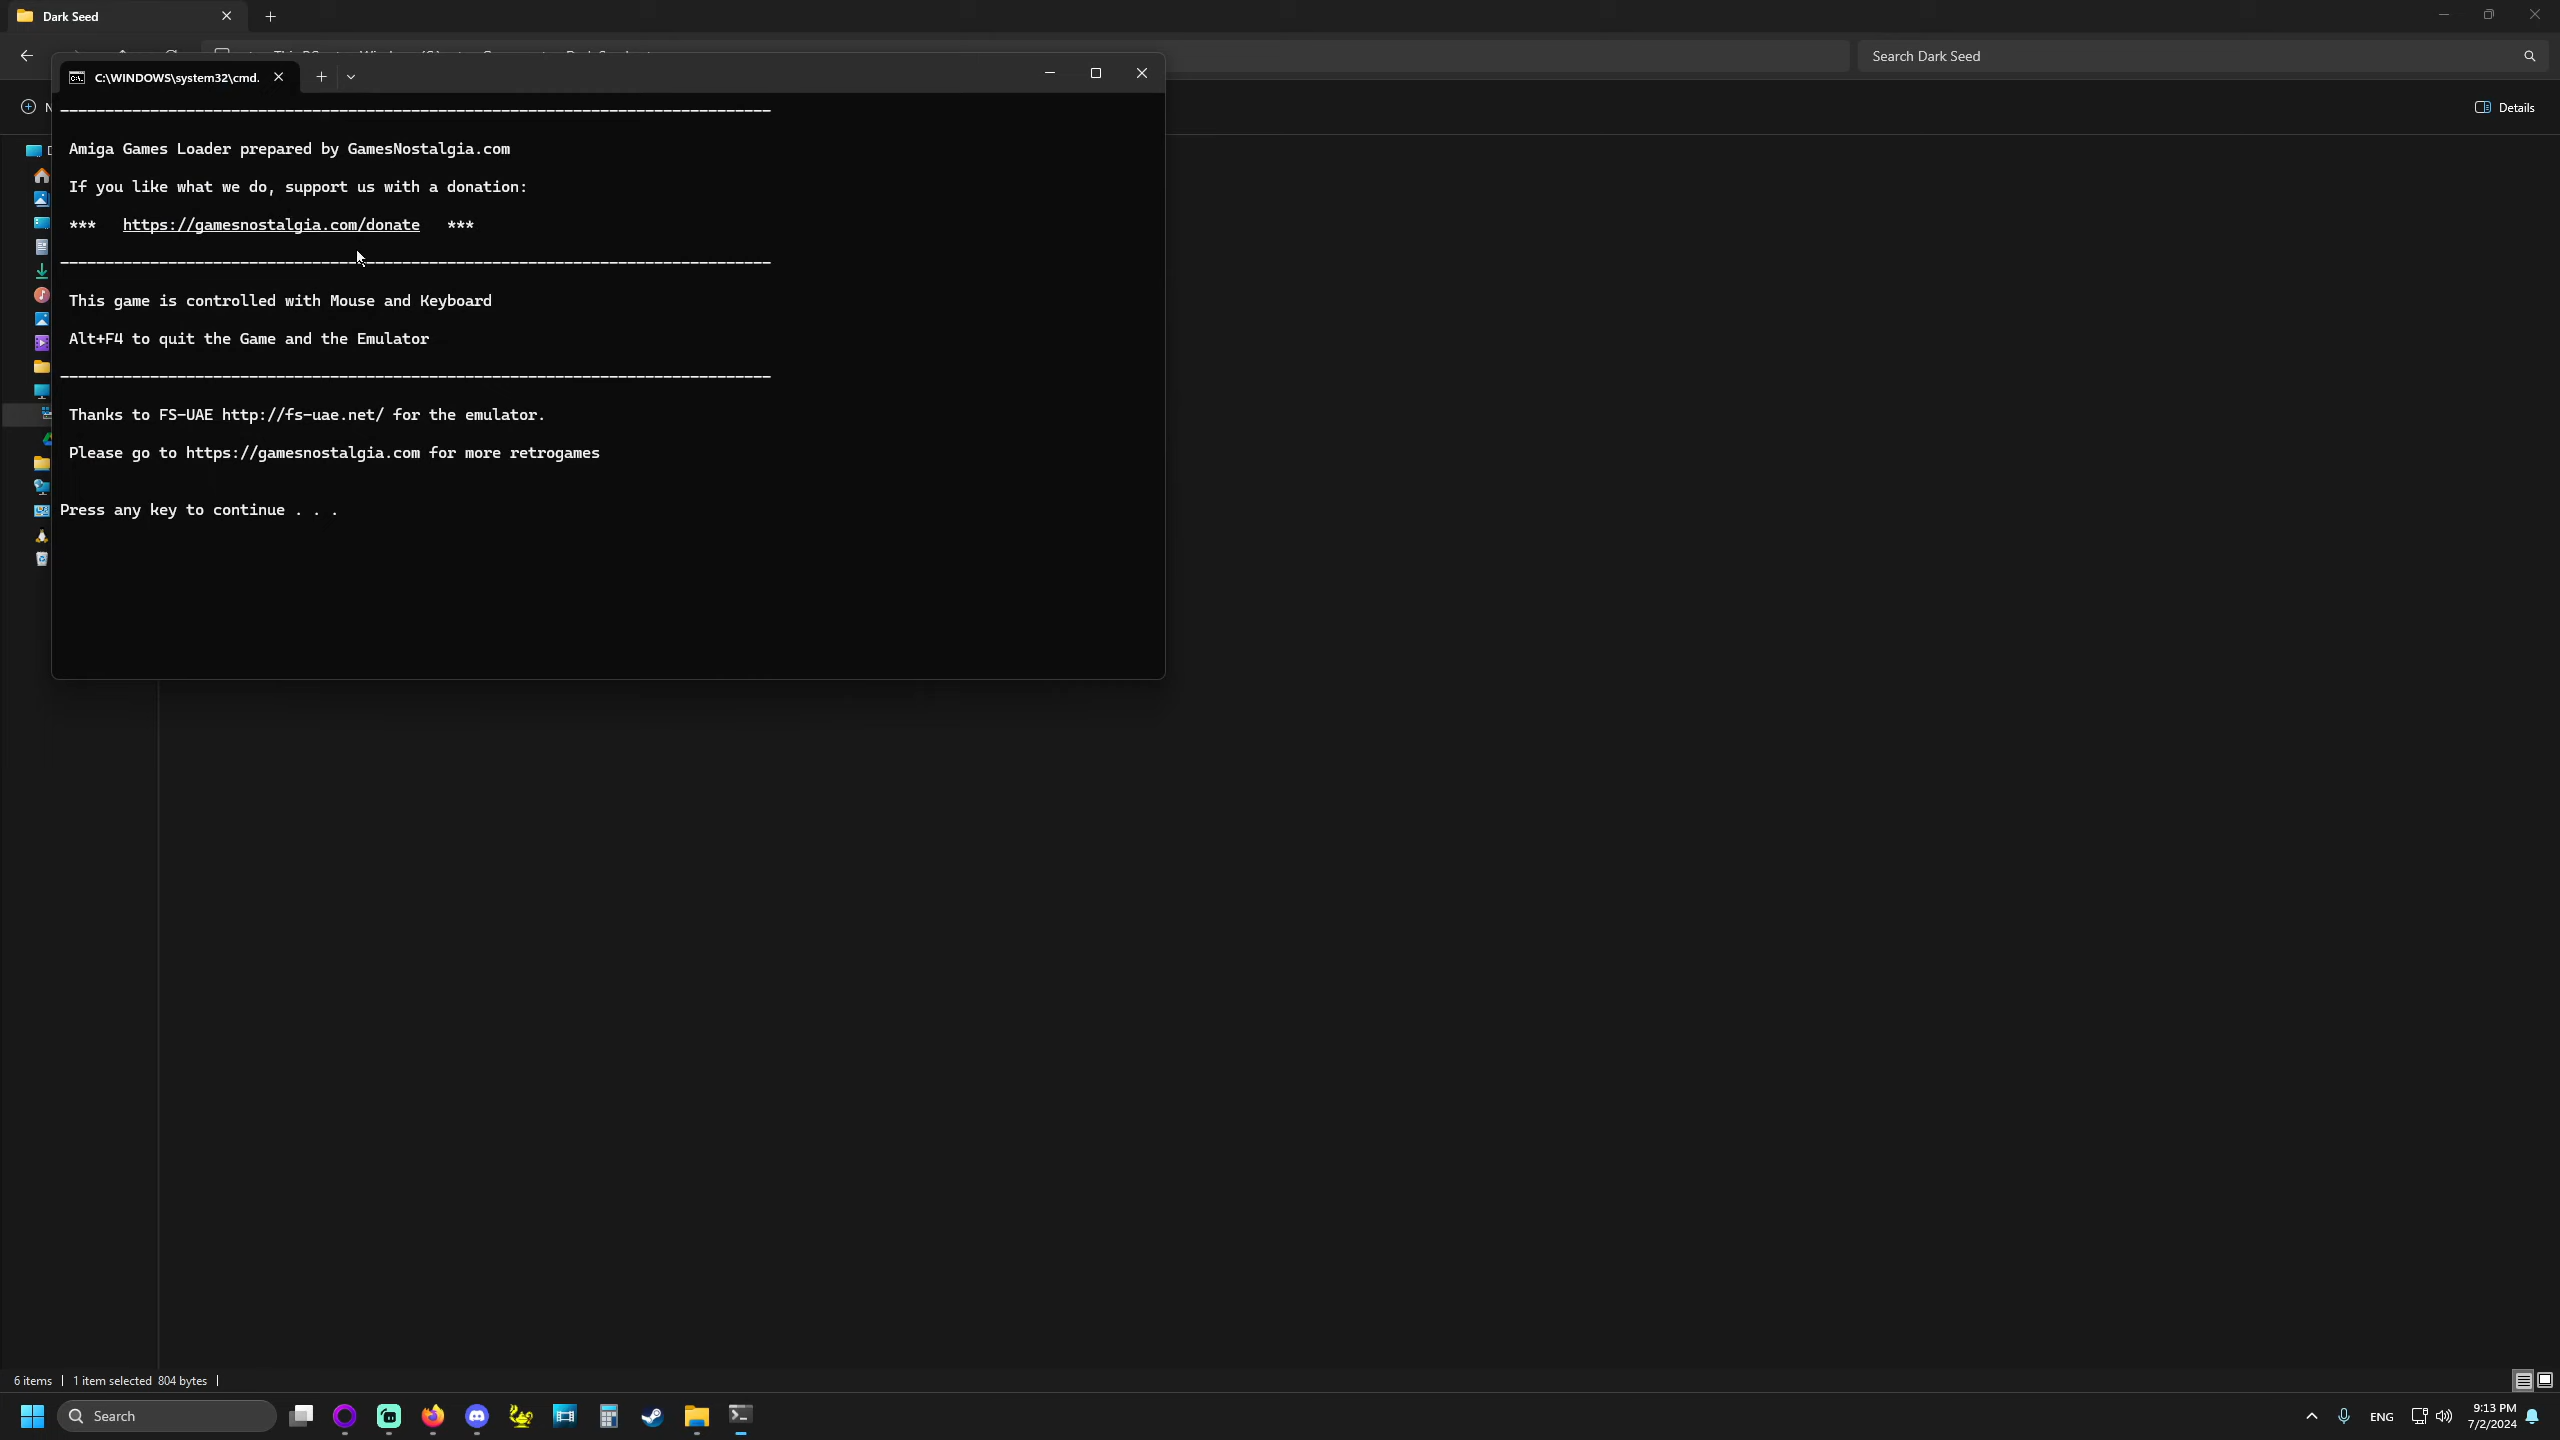 Dark Seed
Search Dark Seed
C:\WINDOWS\system32\cmd.
Details
Amiga Games Loader prepared by GamesNostalgia.com
If you like what we do, support us with a donation:
*** https://gamesnostalgia.com/donate ***
This game is controlled with Mouse and Keyboard
Alt+F4 to quit the Game and the Emulator
Thanks to FS-UAE http://fs-uae.net/ for the emulator.
Please go to https://gamesnostalgia.com for more retrogames
Press any key to continue . . .
6 items | 1 item selected 804 bytes |
Search
ENG
9:13 PM
7/2/2024